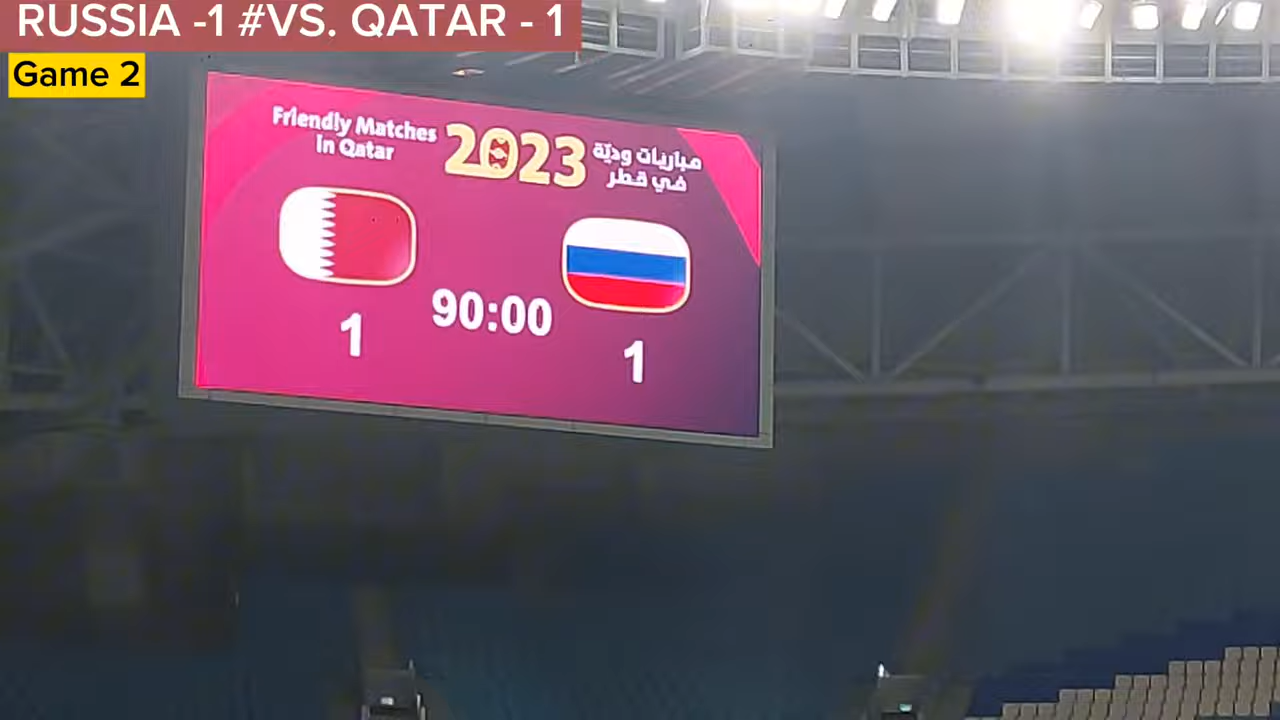 RUSSIA -1 #VS. QATAR - 1
Game 2
Friendly Matches
in Qatar
2023
مباريات وديّة
في قطر
90:00
1
1